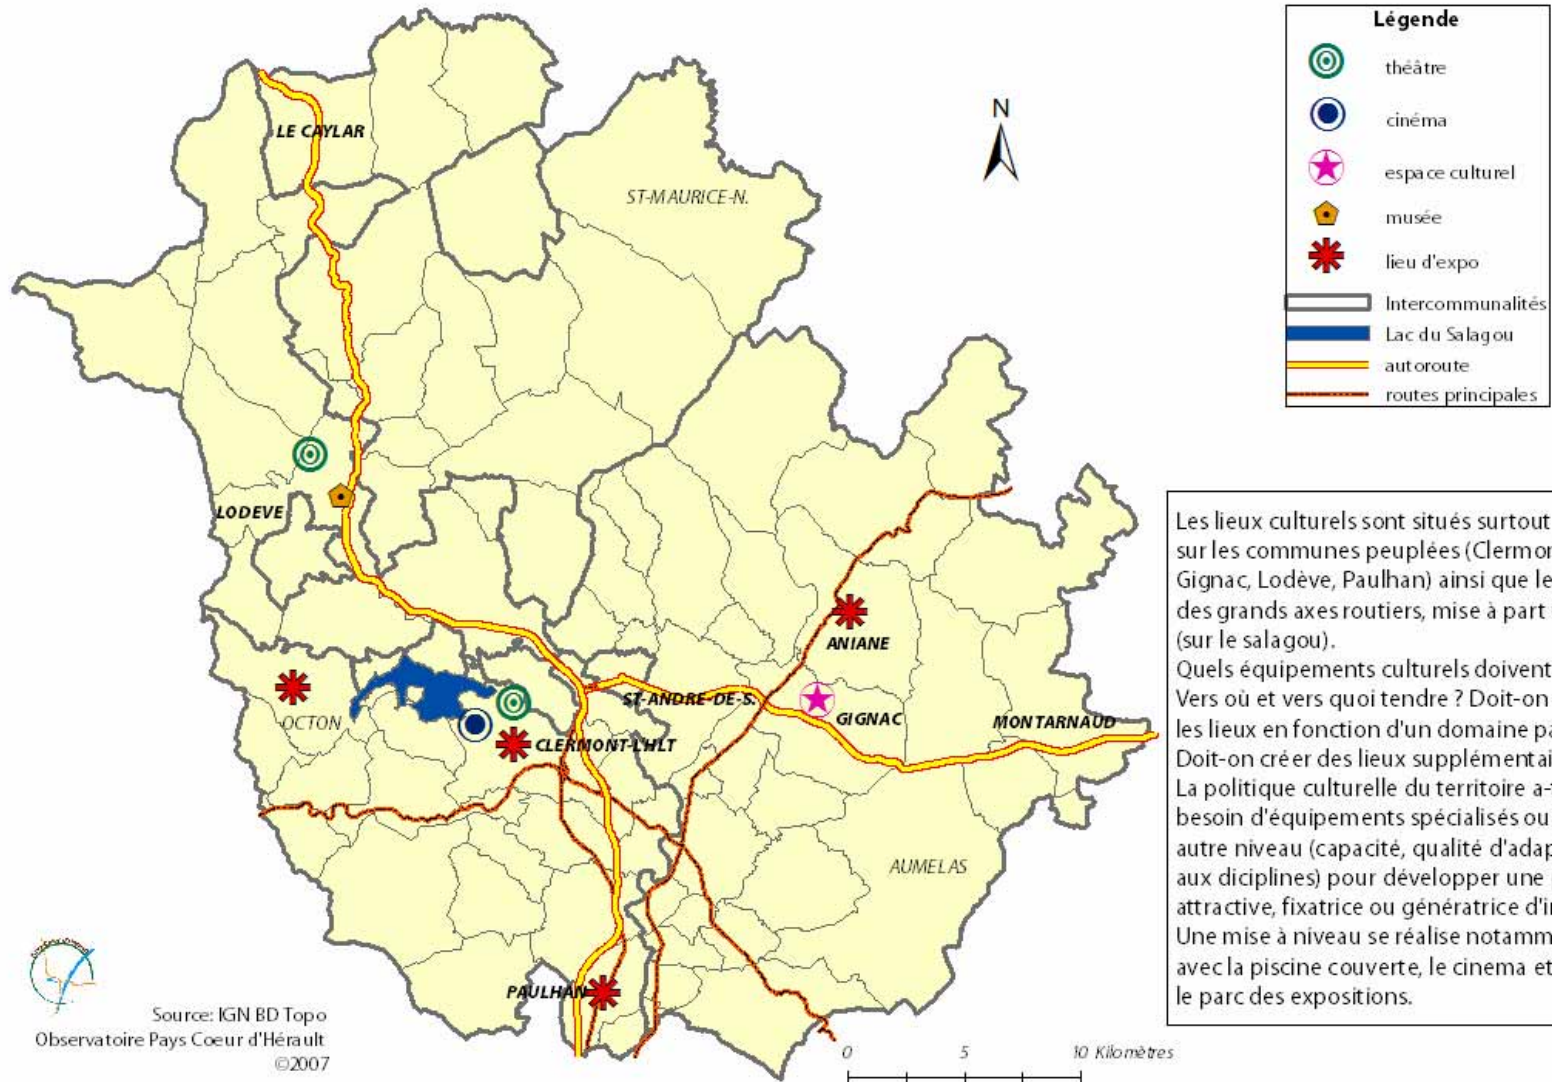 Légende
théâtre
cinéma
espace culturel
musée
lieu d'expo
Intercommunalités
Lac du Salagou
autoroute
routes principales
N
LE CAYLAR
ST-MAURICE-N.
LODEVE
ANIANE
OCTON
ST-ANDRE-DE-S.
GIGNAC
MONTARNAUD
CLERMONT-L'HLT
AUMELAS
PAULHAN
Les lieux culturels sont situés surtout
sur les communes peuplées (Clermon
Gignac, Lodève, Paulhan) ainsi que le
des grands axes routiers, mise à part
(sur le salagou).
Quels équipements culturels doivent
Vers où et vers quoi tendre ? Doit-on
les lieux en fonction d'un domaine pa
Doit-on créer des lieux supplémentai
La politique culturelle du territoire a-
besoin d'équipements spécialisés ou
autre niveau (capacité, qualité d'adap
aux diciplines) pour développer une
attractive, fixatrice ou génératrice d'i
Une mise à niveau se réalise notamm
avec la piscine couverte, le cinema et
le parc des expositions.
Source: IGN BD Topo
Observatoire Pays Coeur d'Hérault
©2007
0 5 10 Kilomètres